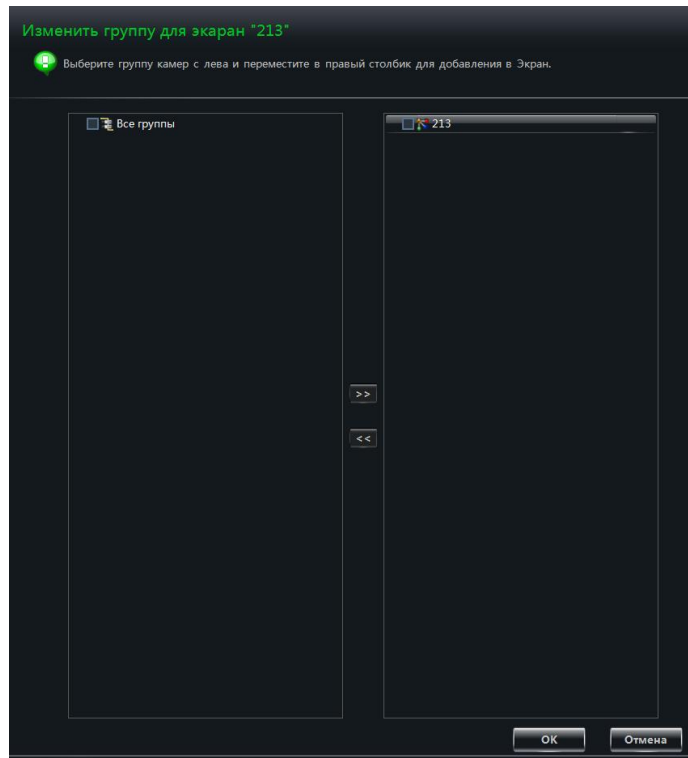 Изменить группу для экаран "213"
Выберите группу камер с лева и переместите в правый столбик для добавления в Экран.
Все группы
213
>>
<<
OK
Отмена